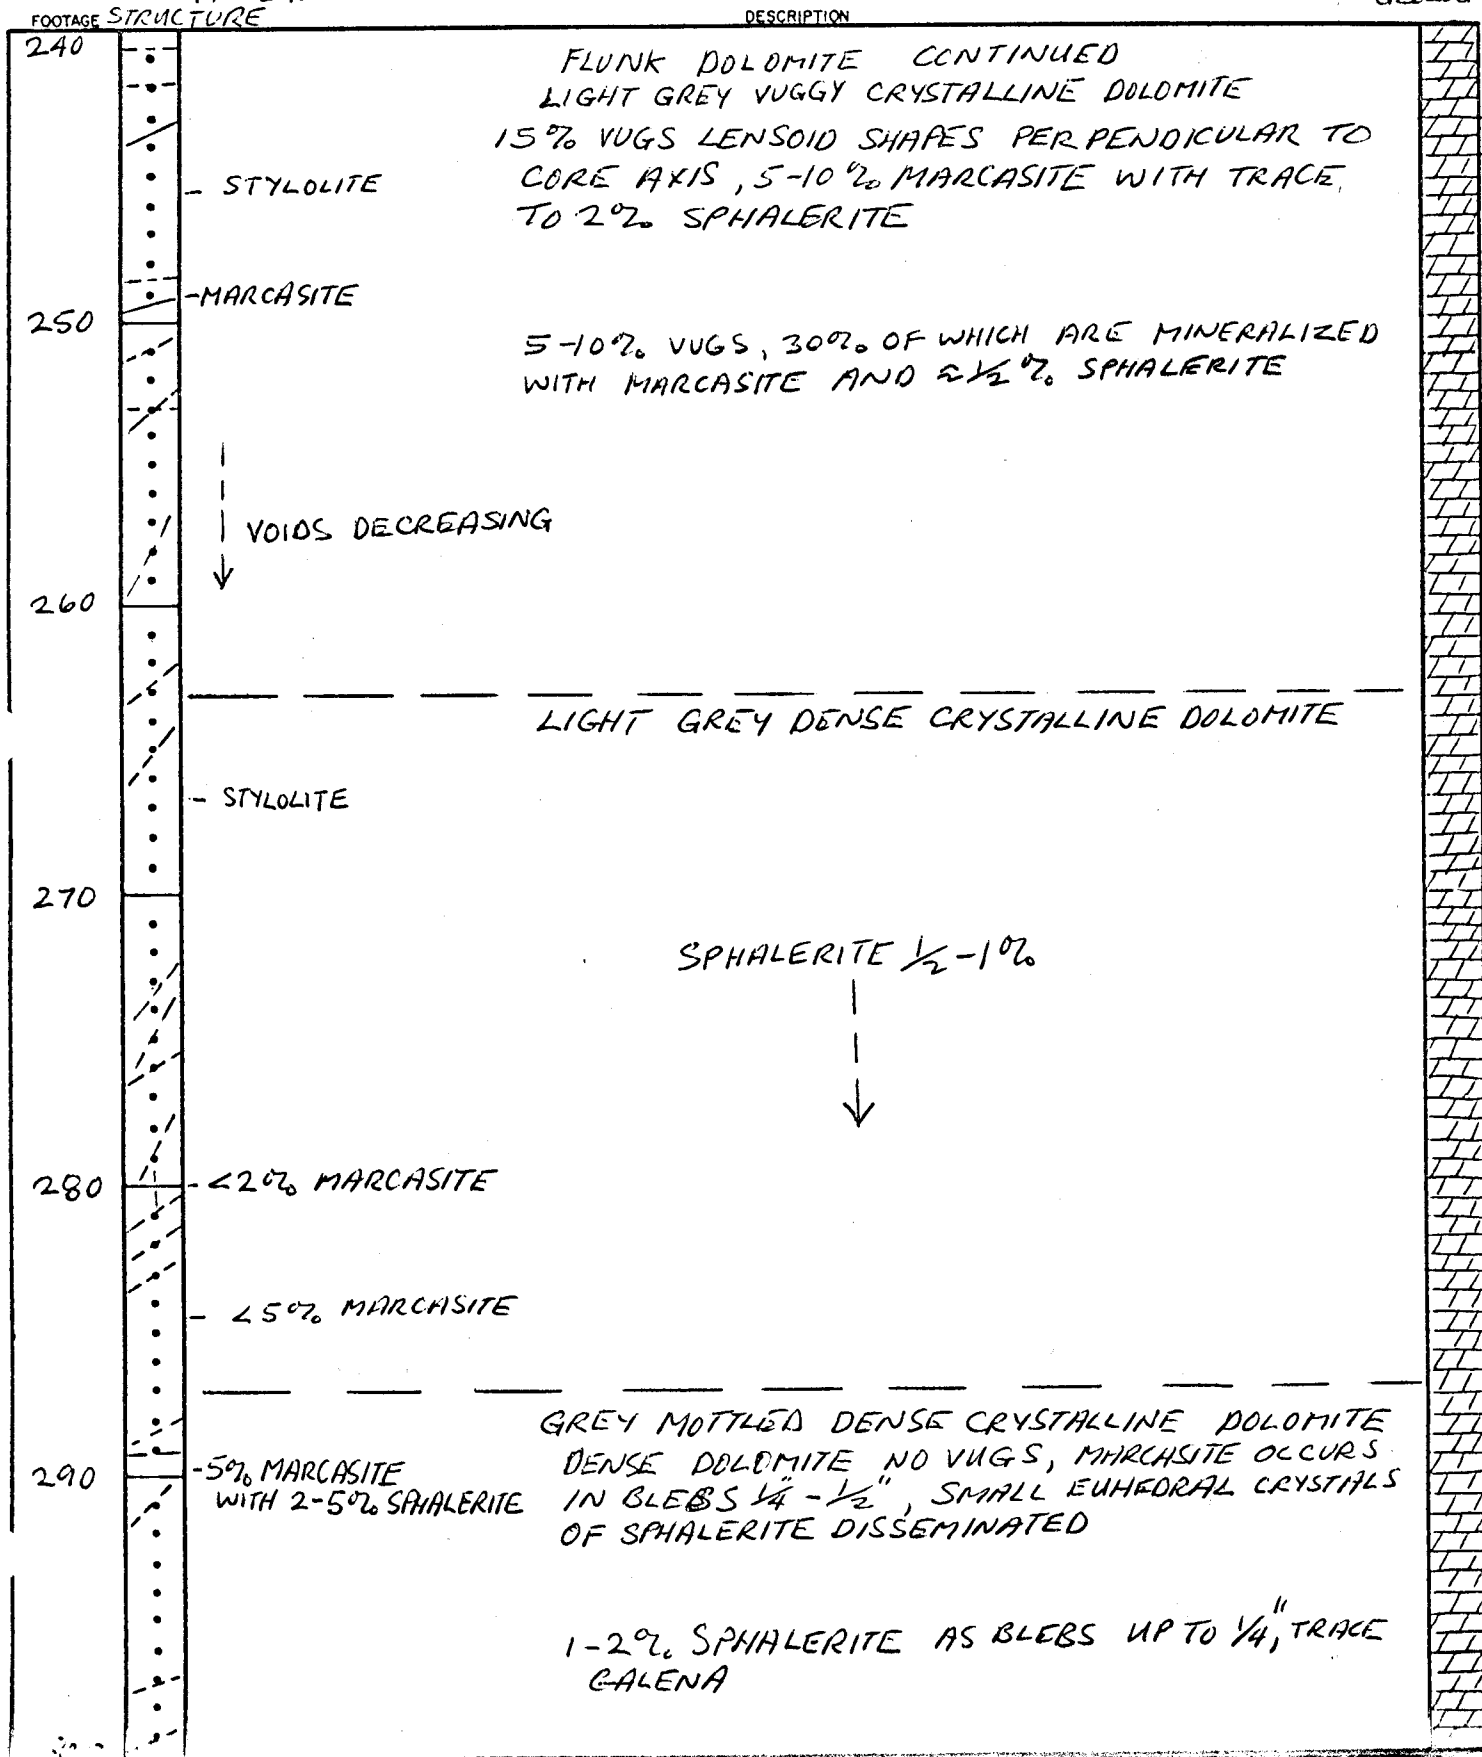 FOOTAGE STRUCTURE DESCRIPTION
240
FLUNK DOLOMITE CONTINUED
LIGHT GREY VUGGY CRYSTALLINE DOLOMITE
15% VUGS LENSOID SHAPES PERPENDICULAR TO
- STYLOLITE
CORE AXIS, 5-10% MARCASITE WITH TRACE
TO 2% SPHALERITE
-MARCASITE
250
5-10% VUGS, 30% OF WHICH ARE MINERALIZED
WITH MARCASITE AND ≈ 1/2 % SPHALERITE
VOIDS DECREASING
260
LIGHT GREY DENSE CRYSTALLINE DOLOMITE
- STYLOLITE
270
SPHALERITE 1/2 -1%
280
- <2% MARCASITE
- <5% MARCASITE
GREY MOTTLED DENSE CRYSTALLINE DOLOMITE
290
-5% MARCASITE
WITH 2-5% SPHALERITE
DENSE DOLOMITE NO VUGS, MARCASITE OCCURS
IN BLEBS 1/4"-1/2", SMALL EUHEDRAL CRYSTALS
OF SPHALERITE DISSEMINATED
1-2% SPHALERITE AS BLEBS UP TO 1/4", TRACE
GALENA